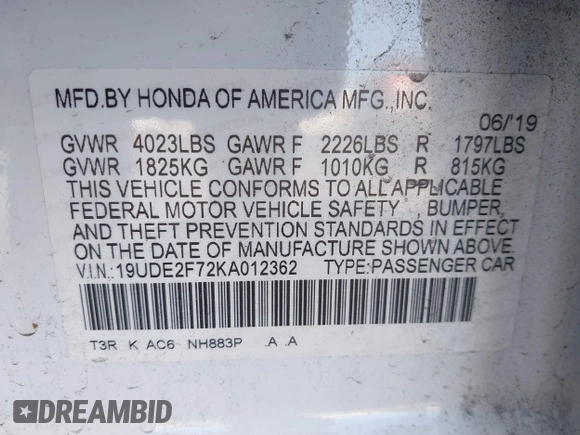 MFD.BY HONDA OF AMERICA MFG.,INC.
06/'19
GVWR 4023LBS GAWR F 2226LBS R 1797LBS
GVWR 1825KG GAWR F 1010KG R 815KG
THIS VEHICLE CONFORMS TO ALL APPLICABLE
FEDERAL MOTOR VEHICLE SAFETY , BUMPER,
AND THEFT PREVENTION STANDARDS IN EFFECT
ON THE DATE OF MANUFACTURE SHOWN ABOVE.
V.I.N.:19UDE2F72KA012362 TYPE:PASSENGER CAR
T3R K AC6 NH883P .A .A
DREAMBID